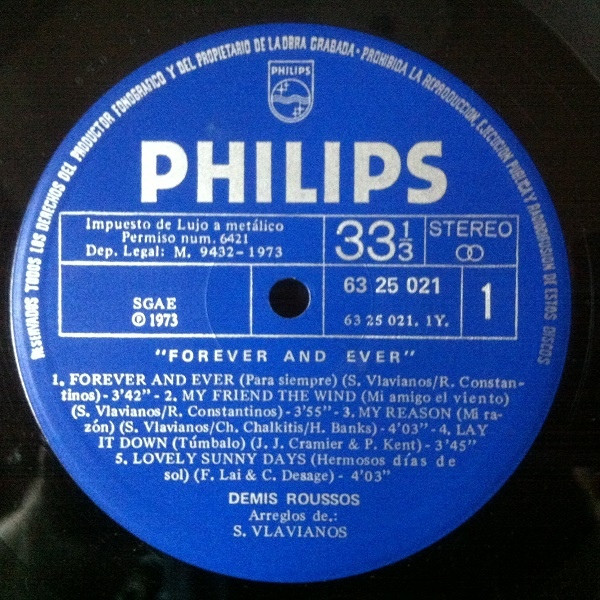 RESERVADOS TODOS LOS DERECHOS DEL PRODUCTOR FONOGRAFICO Y DEL PROPIETARIO DE LA OBRA GRABADA - PROHIBIDA LA REPRODUCCION, EJECUCION PUBLICA Y RADIODIFUSION DE ESTOS DISCOS
PHILIPS
PHILIPS
Impuesto de Lujo a metálico
Permiso num. 6421
Dep. Legal: M. 9432-1973
33 1/3
STEREO
SGAE
℗ 1973
63 25 021
63 25 021. 1Y.
1
"FOREVER AND EVER"
1. FOREVER AND EVER (Para siempre) (S. Vlavianos/R. Constan-
tinos) - 3'42" - 2. MY FRIEND THE WIND (Mi amigo el viento)
(S. Vlavianos/R. Constantinos) - 3'55" - 3. MY REASON (Mi ra-
zón) (S. Vlavianos/Ch. Chalkitis/H. Banks) - 4'03" - 4. LAY
IT DOWN (Túmbalo) (J. J. Cramier & P. Kent) - 3'45"
5. LOVELY SUNNY DAYS (Hermosos días de
sol) (F. Lai & C. Desage) - 4'03"
DEMIS ROUSSOS
Arreglos de.:
S. VLAVIANOS